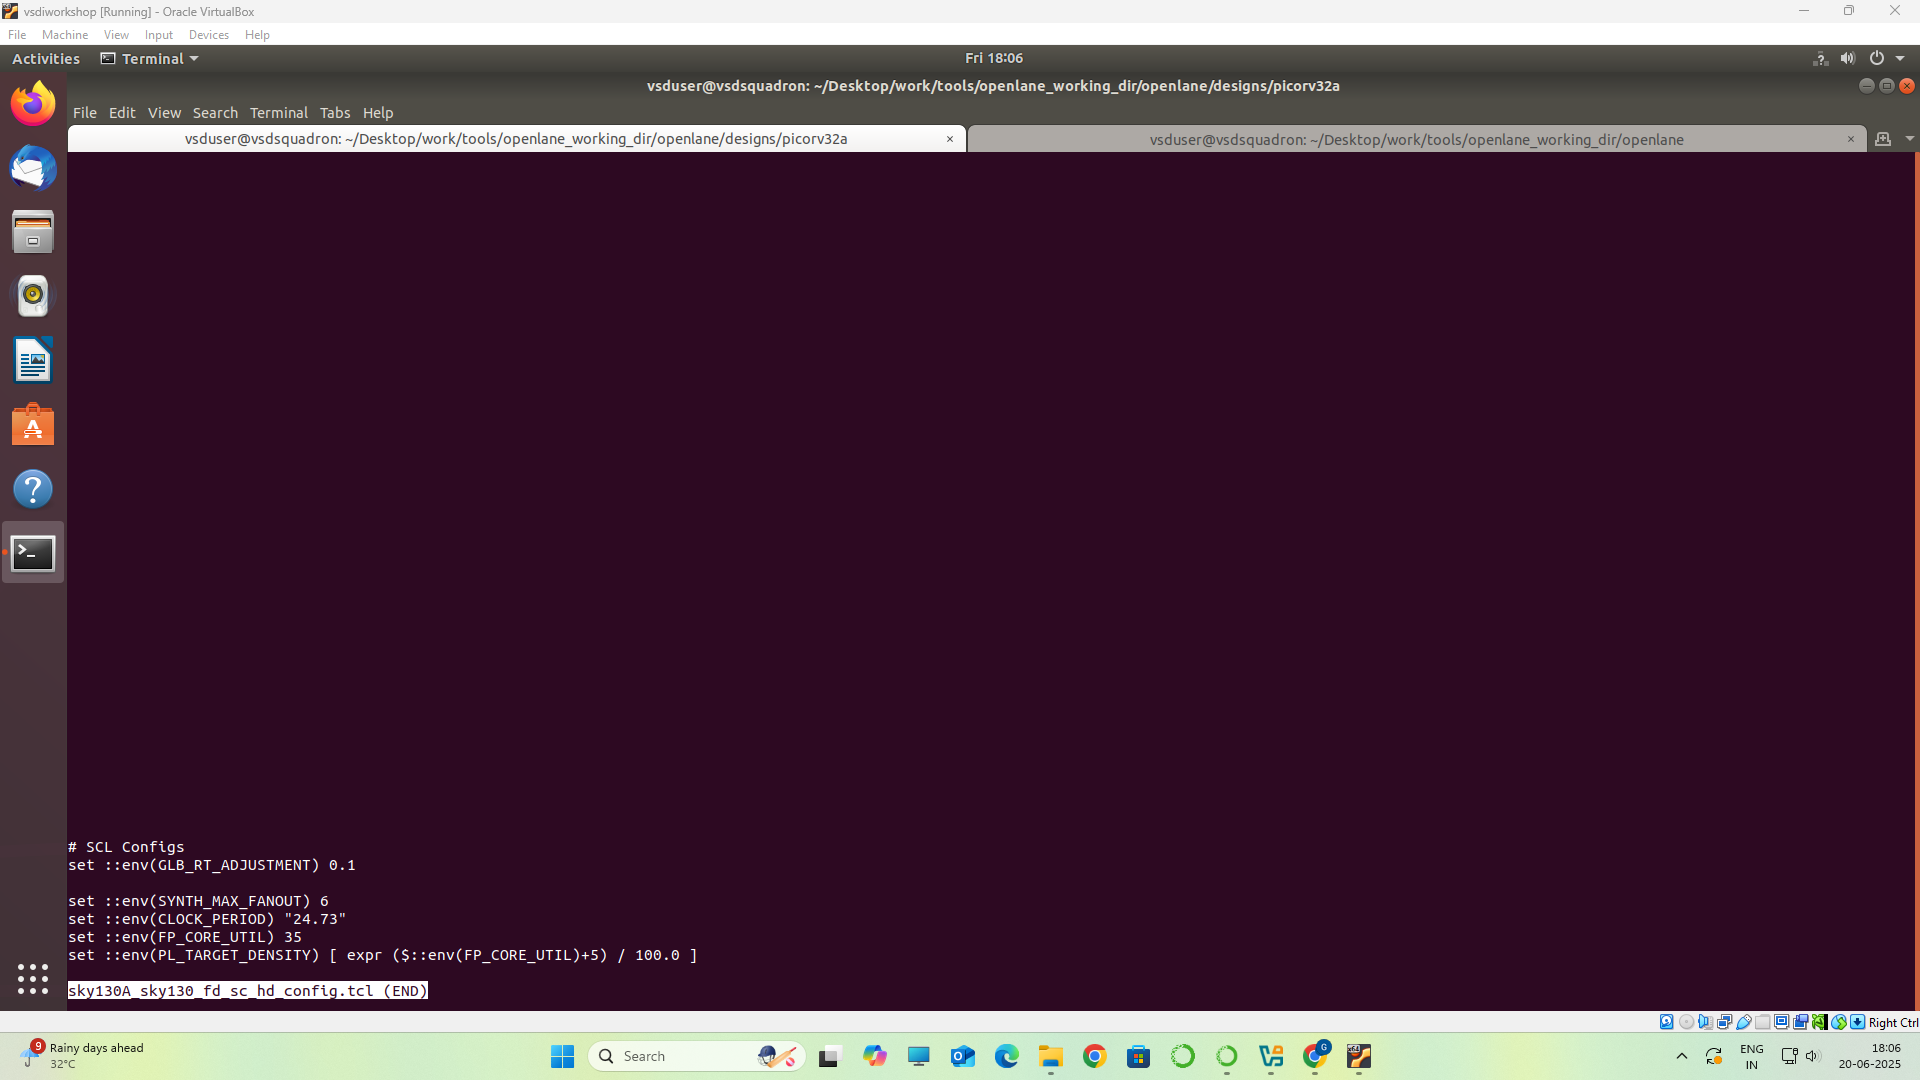 vsdiworkshop [Running] - Oracle VirtualBox
File Machine View Input Devices Help
Activities Terminal Fri 18:06
vsduser@vsdsquadron: ~/Desktop/work/tools/openlane_working_dir/openlane/designs/picorv32a
File Edit View Search Terminal Tabs Help
vsduser@vsdsquadron: ~/Desktop/work/tools/openlane_working_dir/openlane/designs/picorv32a × vsduser@vsdsquadron: ~/Desktop/work/tools/openlane_working_dir/openlane ×
# SCL Configs
set ::env(GLB_RT_ADJUSTMENT) 0.1
set ::env(SYNTH_MAX_FANOUT) 6
set ::env(CLOCK_PERIOD) "24.73"
set ::env(FP_CORE_UTIL) 35
set ::env(PL_TARGET_DENSITY) [ expr ($::env(FP_CORE_UTIL)+5) / 100.0 ]
sky130A_sky130_fd_sc_hd_config.tcl (END)
Right Ctrl
9 Rainy days ahead
32°C
Search
G
x64
ENG
IN
18:06
20-06-2025